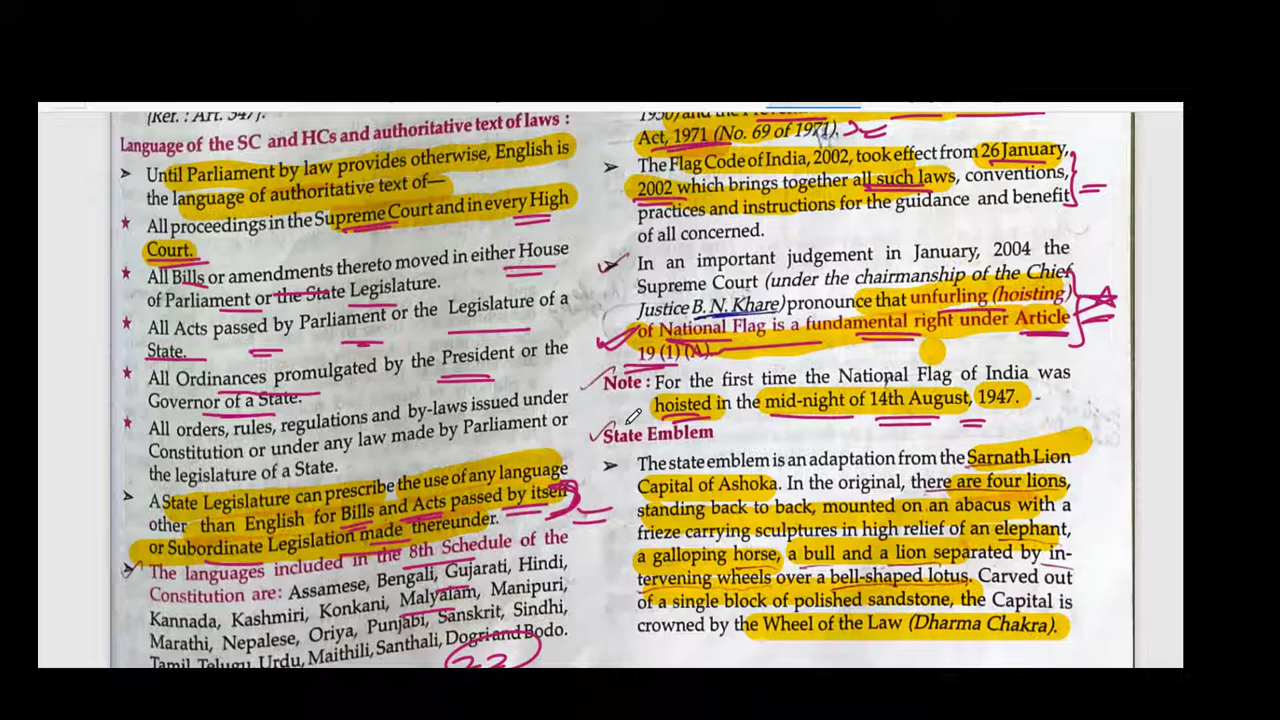 [Ref. : Art. 347].
Language of the SC and HCs and authoritative text of laws :
➤ Until Parliament by law provides otherwise, English is
the language of authoritative text of—
★ All proceedings in the Supreme Court and in every High
Court.
★ All Bills or amendments thereto moved in either House
of Parliament or the State Legislature.
★ All Acts passed by Parliament or the Legislature of a
State.
★ All Ordinances promulgated by the President or the
Governor of a State.
★ All orders, rules, regulations and by-laws issued under
Constitution or under any law made by Parliament or
the legislature of a State.
➤ A State Legislature can prescribe the use of any language
other than English for Bills and Acts passed by itself
or Subordinate Legislation made thereunder.
➤ The languages included in the 8th Schedule of the
Constitution are: Assamese, Bengali, Gujarati, Hindi,
Kannada, Kashmiri, Konkani, Malyalam, Manipuri,
Marathi, Nepalese, Oriya, Punjabi, Sanskrit, Sindhi,
Tamil, Telugu, Urdu, Maithili, Santhali, Dogri and Bodo.
22
1950) and the
Act, 1971 (No. 69 of 1971).
➤ The Flag Code of India, 2002, took effect from 26 January,
2002 which brings together all such laws, conventions,
practices and instructions for the guidance and benefit
of all concerned.
➤ In an important judgement in January, 2004 the
Supreme Court (under the chairmanship of the Chief
Justice B. N. Khare) pronounce that unfurling (hoisting)
of National Flag is a fundamental right under Article
19 (1) (A).
Note : For the first time the National Flag of India was
hoisted in the mid-night of 14th August, 1947.
State Emblem
➤ The state emblem is an adaptation from the Sarnath Lion
Capital of Ashoka. In the original, there are four lions,
standing back to back, mounted on an abacus with a
frieze carrying sculptures in high relief of an elephant,
a galloping horse, a bull and a lion separated by in-
tervening wheels over a bell-shaped lotus. Carved out
of a single block of polished sandstone, the Capital is
crowned by the Wheel of the Law (Dharma Chakra).